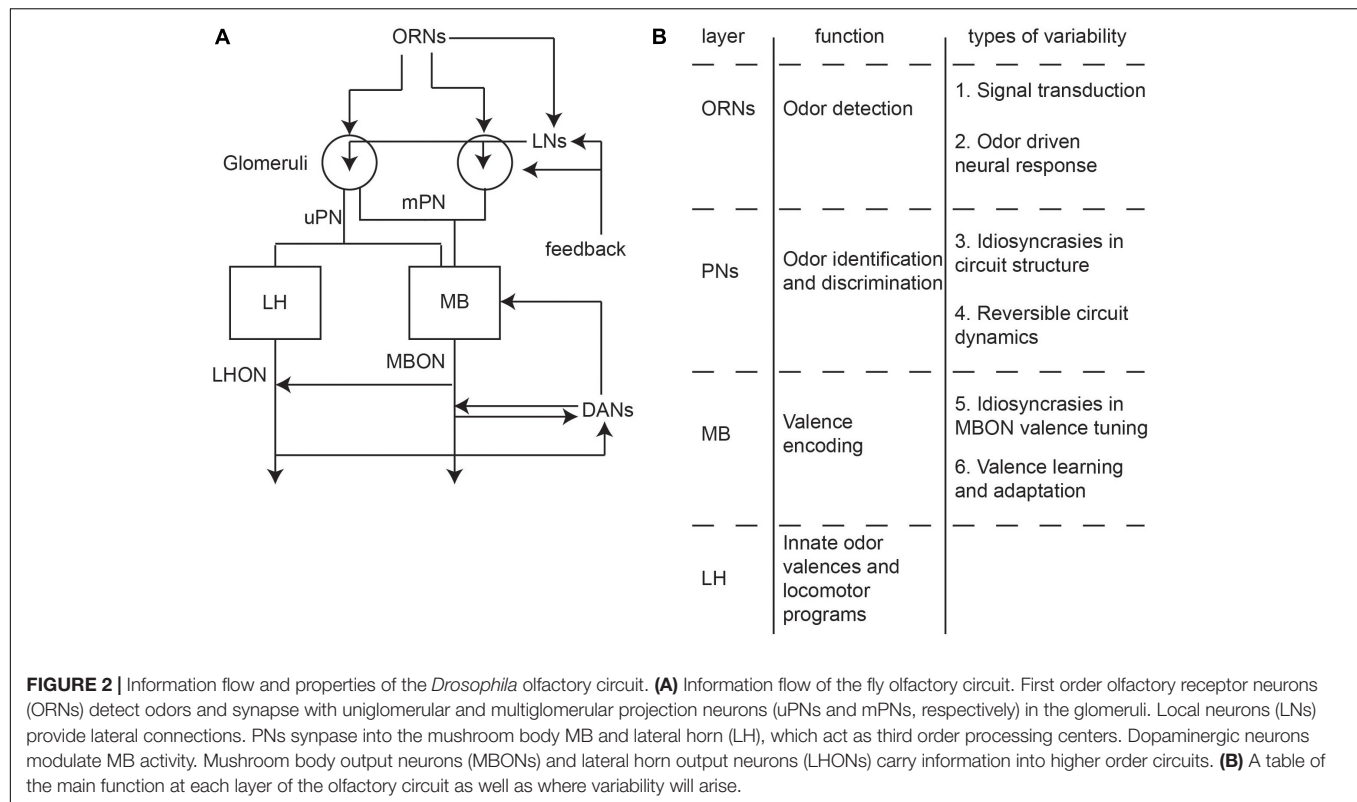 A
ORNs
LNs
Glomeruli
mPN
uPN
feedback
LH
MB
MBON
LHON
DANs
B
layer
function
types of variability
ORNs
Odor detection
1. Signal transduction
2. Odor driven
neural response
PNs
Odor identification
and discrimination
3. Idiosyncrasies in
circuit structure
4. Reversible circuit
dynamics
MB
Valence
encoding
5. Idiosyncrasies in
MBON valence tuning
6. Valence learning
and adaptation
LH
Innate odor
valences and
locomotor
programs
FIGURE 2 | Information flow and properties of the Drosophila olfactory circuit. (A) Information flow of the fly olfactory circuit. First order olfactory receptor neurons
(ORNs) detect odors and synapse with uniglomerular and multiglomerular projection neurons (uPNs and mPNs, respectively) in the glomeruli. Local neurons (LNs)
provide lateral connections. PNs synpase into the mushroom body MB and lateral horn (LH), which act as third order processing centers. Dopaminergic neurons
modulate MB activity. Mushroom body output neurons (MBONs) and lateral horn output neurons (LHONs) carry information into higher order circuits. (B) A table of
the main function at each layer of the olfactory circuit as well as where variability will arise.